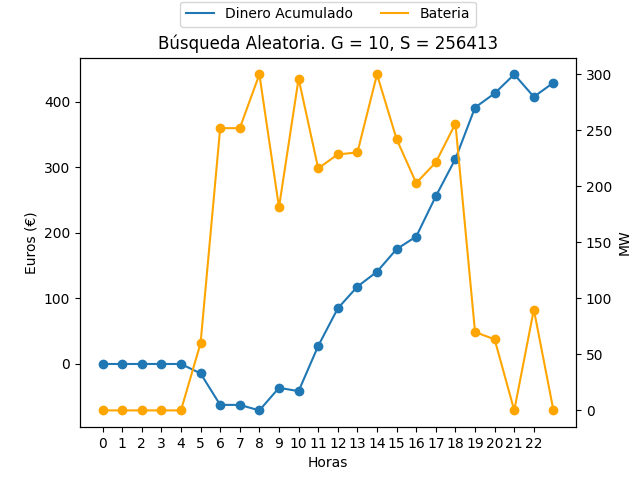 Dinero Acumulado
Bateria
Búsqueda Aleatoria. G = 10, S = 256413
400
300
200
100
0
Euros (€)
300
250
200
150
100
50
0
MW
0 1 2 3 4 5 6 7 8 9 10 11 12 13 14 15 16 17 18 19 20 21 22
Horas